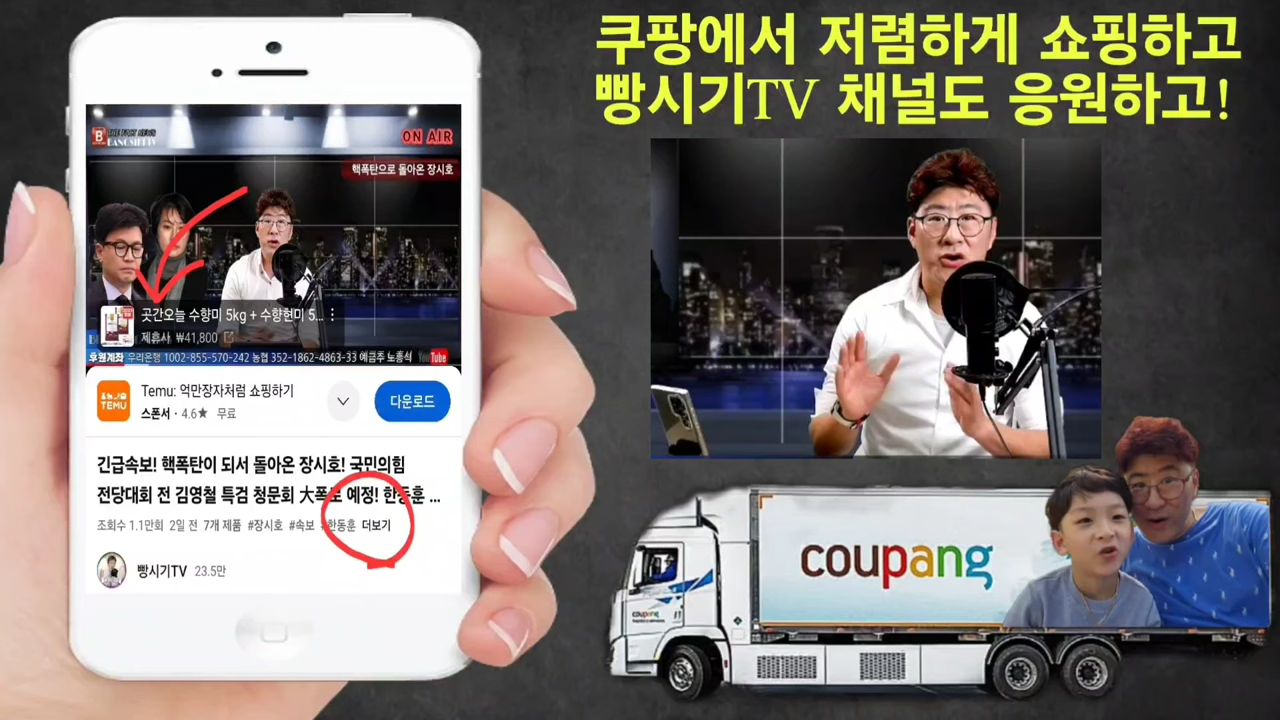 쿠팡에서 저렴하게 쇼핑하고
빵시기TV 채널도 응원하고!
THE FACT NEWS
BANGSIKITV
ON AIR
핵폭탄으로 돌아온 장시호
곳간오늘 수향미 5kg + 수향현미 5...
제휴사 ₩41,800
후원계좌 우리은행 1002-855-570-242 농협 352-1862-4863-33 예금주 노종석 YouTube
TEMU
Temu: 억만장자처럼 쇼핑하기
스폰서 · 4.6★ 무료
다운로드
긴급속보! 핵폭탄이 되서 돌아온 장시호! 국민의힘
전당대회 전 김영철 특검 청문회 大폭로 예정! 한동훈 ...
조회수 1.1만회 2일 전 7개 제품 #장시호 #속보 #한동훈 더보기
빵시기TV 23.5만
coupang
coupang